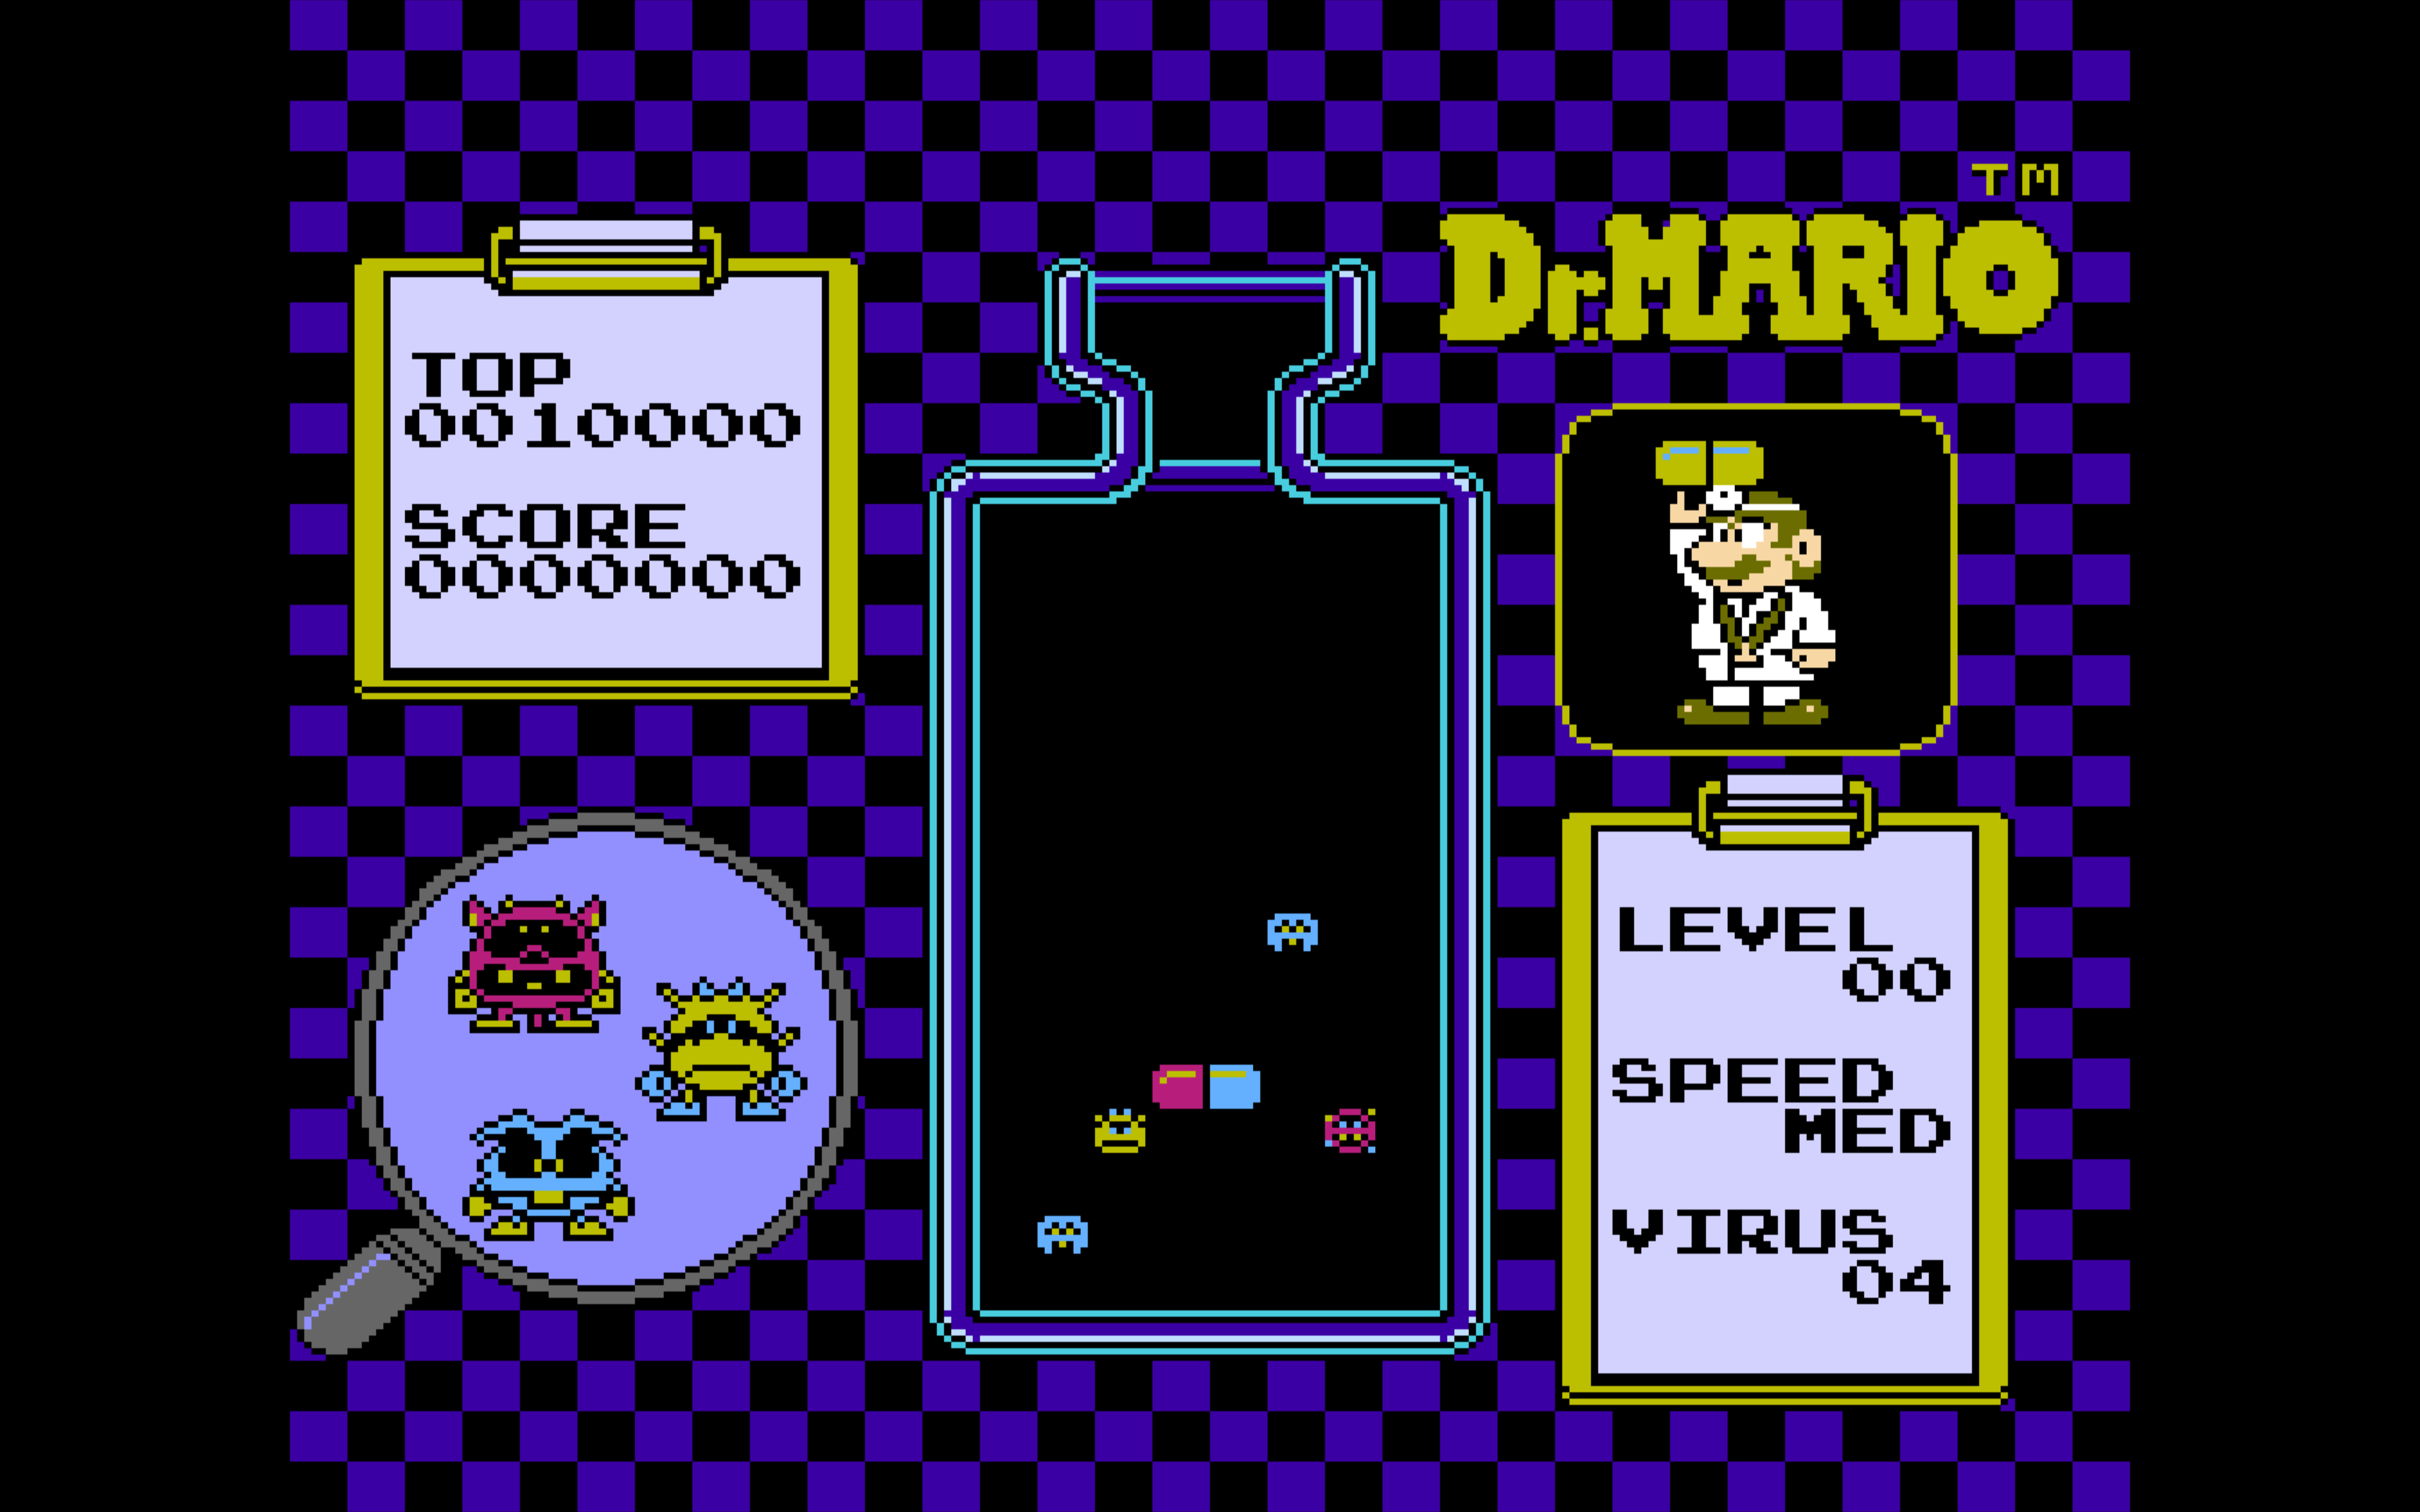 TOP
0010000
SCORE
0000000
TM
Dr.MARIO
LEVEL
00
SPEED
MED
VIRUS
04